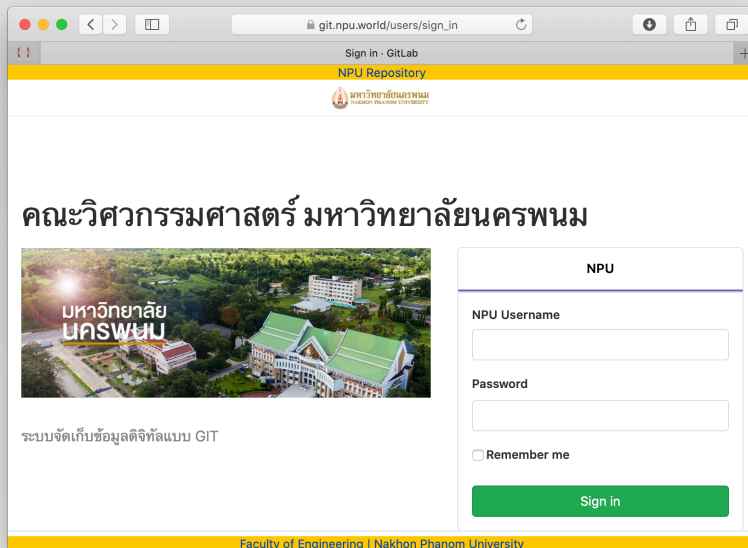 git.npu.world/users/sign_in
Sign in · GitLab
NPU Repository
มหาวิทยาลัยนครพนม
NAKHON PHANOM UNIVERSITY
คณะวิศวกรรมศาสตร์ มหาวิทยาลัยนครพนม
มหาวิทยาลัย
นครพนม
ระบบจัดเก็บข้อมูลดิจิทัลแบบ GIT
NPU
NPU Username
Password
Remember me
Sign in
Faculty of Engineering | Nakhon Phanom University